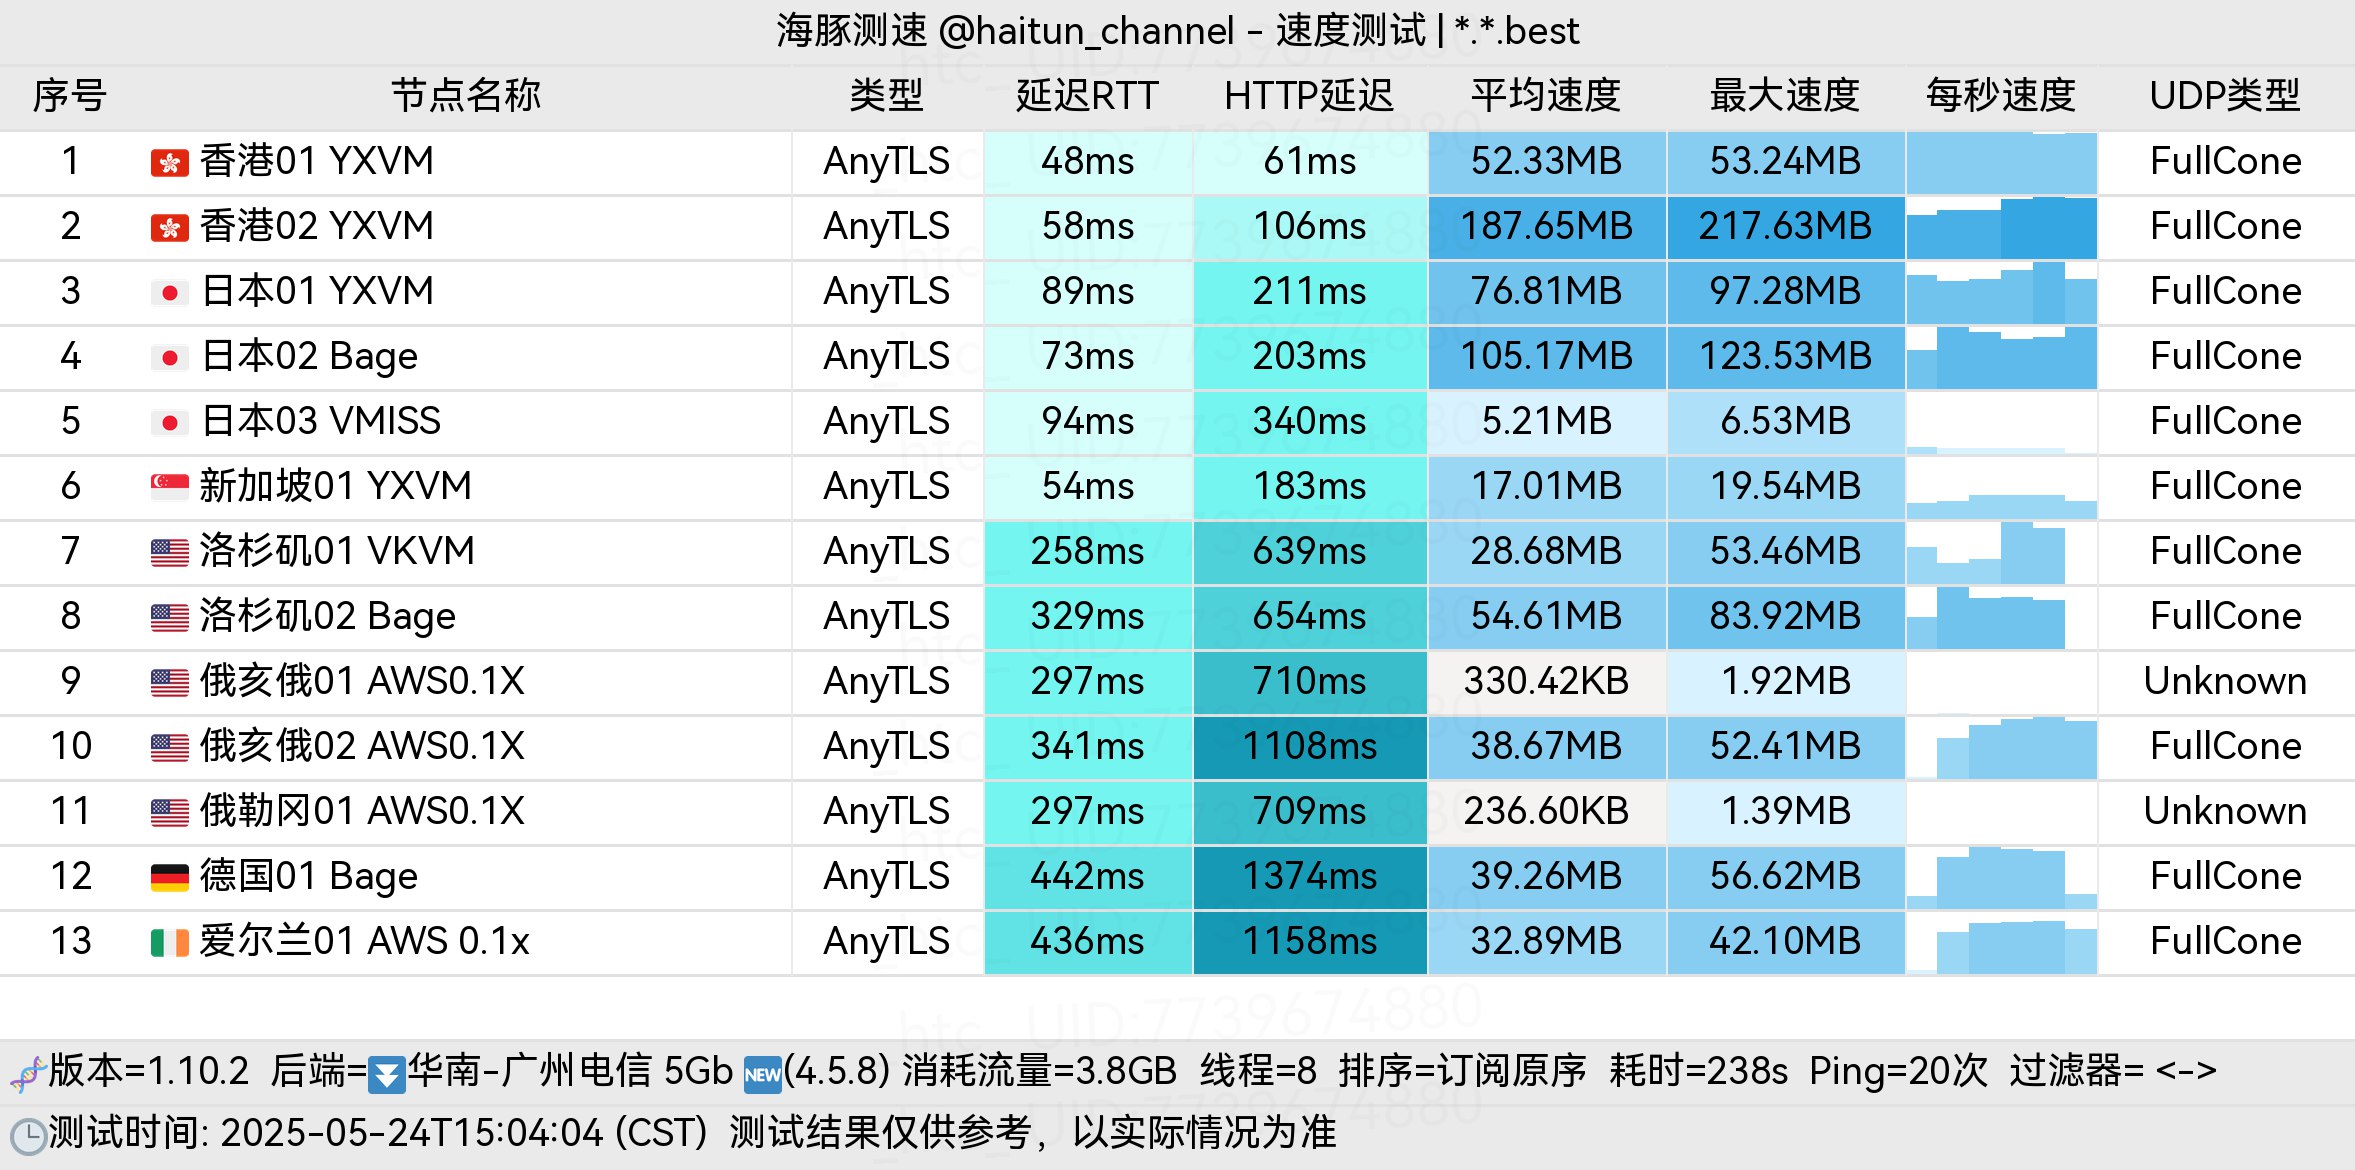 海豚测速 @haitun_channel - 速度测试 | *.*.best
序号 节点名称 类型 延迟RTT HTTP延迟 平均速度 最大速度 每秒速度 UDP类型
1 香港01 YXVM AnyTLS 48ms 61ms 52.33MB 53.24MB FullCone
2 香港02 YXVM AnyTLS 58ms 106ms 187.65MB 217.63MB FullCone
3 日本01 YXVM AnyTLS 89ms 211ms 76.81MB 97.28MB FullCone
4 日本02 Bage AnyTLS 73ms 203ms 105.17MB 123.53MB FullCone
5 日本03 VMISS AnyTLS 94ms 340ms 5.21MB 6.53MB FullCone
6 新加坡01 YXVM AnyTLS 54ms 183ms 17.01MB 19.54MB FullCone
7 洛杉矶01 VKVM AnyTLS 258ms 639ms 28.68MB 53.46MB FullCone
8 洛杉矶02 Bage AnyTLS 329ms 654ms 54.61MB 83.92MB FullCone
9 俄亥俄01 AWS0.1X AnyTLS 297ms 710ms 330.42KB 1.92MB Unknown
10 俄亥俄02 AWS0.1X AnyTLS 341ms 1108ms 38.67MB 52.41MB FullCone
11 俄勒冈01 AWS0.1X AnyTLS 297ms 709ms 236.60KB 1.39MB Unknown
12 德国01 Bage AnyTLS 442ms 1374ms 39.26MB 56.62MB FullCone
13 爱尔兰01 AWS 0.1x AnyTLS 436ms 1158ms 32.89MB 42.10MB FullCone
版本=1.10.2 后端=华南-广州电信 5Gb NEW(4.5.8) 消耗流量=3.8GB 线程=8 排序=订阅原序 耗时=238s Ping=20次 过滤器= <->
测试时间: 2025-05-24T15:04:04 (CST) 测试结果仅供参考，以实际情况为准